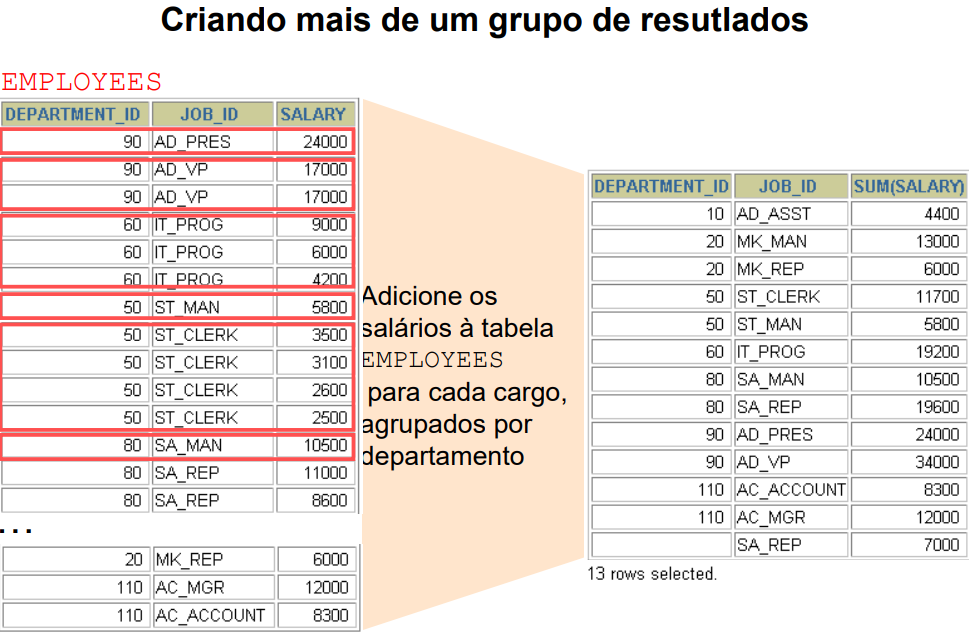 Criando mais de um grupo de resutlados
EMPLOYEES
DEPARTMENT_ID JOB_ID SALARY
90 AD_PRES 24000
90 AD_VP 17000
90 AD_VP 17000
60 IT_PROG 9000
60 IT_PROG 6000
60 IT_PROG 4200
50 ST_MAN 5800
50 ST_CLERK 3500
50 ST_CLERK 3100
50 ST_CLERK 2600
50 ST_CLERK 2500
80 SA_MAN 10500
80 SA_REP 11000
80 SA_REP 8600
...
20 MK_REP 6000
110 AC_MGR 12000
110 AC_ACCOUNT 8300
Adicione os
salários à tabela
EMPLOYEES
para cada cargo,
agrupados por
departamento
DEPARTMENT_ID JOB_ID SUM(SALARY)
10 AD_ASST 4400
20 MK_MAN 13000
20 MK_REP 6000
50 ST_CLERK 11700
50 ST_MAN 5800
60 IT_PROG 19200
80 SA_MAN 10500
80 SA_REP 19600
90 AD_PRES 24000
90 AD_VP 34000
110 AC_ACCOUNT 8300
110 AC_MGR 12000
SA_REP 7000
13 rows selected.